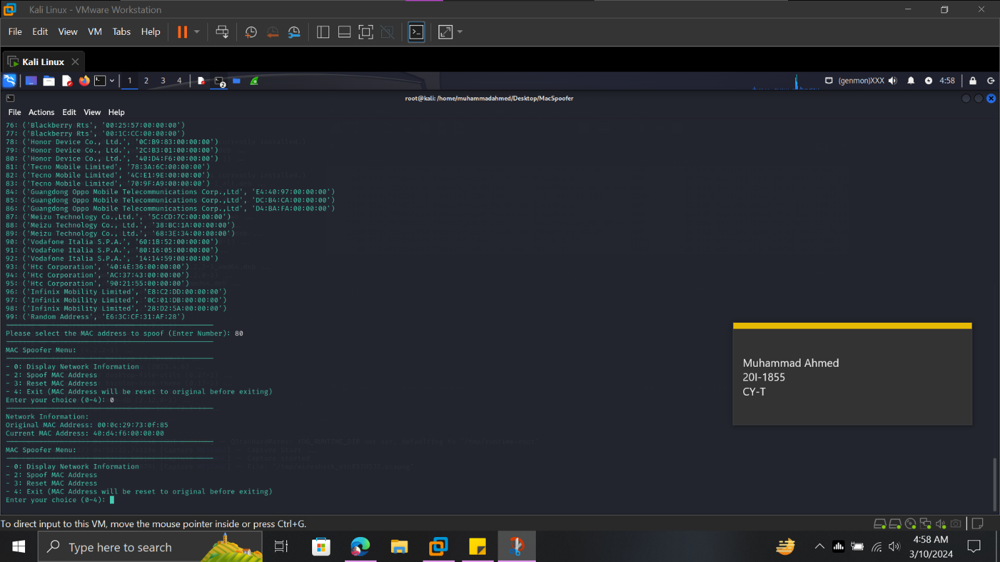 Kali Linux - VMware Workstation
File Edit View VM Tabs Help
Kali Linux
1 2 3 4
2
(genmon)XXX
4:58
root@kali: /home/muhammadahmed/Desktop/MacSpoofer
File Actions Edit View Help
76: ('Blackberry Rts', '00:25:57:00:00:00')
77: ('Blackberry Rts', '00:1C:CC:00:00:00')
78: ('Honor Device Co., Ltd.', '0C:B9:83:00:00:00')
79: ('Honor Device Co., Ltd.', '2C:B3:01:00:00:00')
80: ('Honor Device Co., Ltd.', '40:D4:F6:00:00:00')
81: ('Tecno Mobile Limited', '78:3A:6C:00:00:00')
82: ('Tecno Mobile Limited', '4C:E1:9E:00:00:00')
83: ('Tecno Mobile Limited', '70:9F:A9:00:00:00')
84: ('Guangdong Oppo Mobile Telecommunications Corp.,Ltd', 'E4:40:97:00:00:00')
85: ('Guangdong Oppo Mobile Telecommunications Corp.,Ltd', 'DC:B4:CA:00:00:00')
86: ('Guangdong Oppo Mobile Telecommunications Corp.,Ltd', 'D4:BA:FA:00:00:00')
87: ('Meizu Technology Co.,Ltd.', '5C:CD:7C:00:00:00')
88: ('Meizu Technology Co., Ltd.', '38:BC:1A:00:00:00')
89: ('Meizu Technology Co., Ltd.', '68:3E:34:00:00:00')
90: ('Vodafone Italia S.P.A.', '60:1B:52:00:00:00')
91: ('Vodafone Italia S.P.A.', '80:16:05:00:00:00')
92: ('Vodafone Italia S.P.A.', '14:14:59:00:00:00')
93: ('Htc Corporation', '40:4E:36:00:00:00')
94: ('Htc Corporation', 'AC:37:43:00:00:00')
95: ('Htc Corporation', '90:21:55:00:00:00')
96: ('Infinix Mobility Limited', 'E8:C2:DD:00:00:00')
97: ('Infinix Mobility Limited', '0C:01:DB:00:00:00')
98: ('Infinix Mobility Limited', '28:D2:5A:00:00:00')
99: ('Random Address', 'E6:3C:CF:31:AF:28')
Please select the MAC address to spoof (Enter Number): 80
MAC Spoofer Menu:
- 0: Display Network Information
- 2: Spoof MAC Address
- 3: Reset MAC Address
- 4: Exit (MAC Address will be reset to original before exiting)
Enter your choice (0-4): 0
Network Information:
Original MAC Address: 00:0c:29:73:0f:85
Current MAC Address: 40:d4:f6:00:00:00
MAC Spoofer Menu:
- 0: Display Network Information
- 2: Spoof MAC Address
- 3: Reset MAC Address
- 4: Exit (MAC Address will be reset to original before exiting)
Enter your choice (0-4):
Muhammad Ahmed
20I-1855
CY-T
To direct input to this VM, move the mouse pointer inside or press Ctrl+G.
Type here to search
4:58 AM
3/10/2024